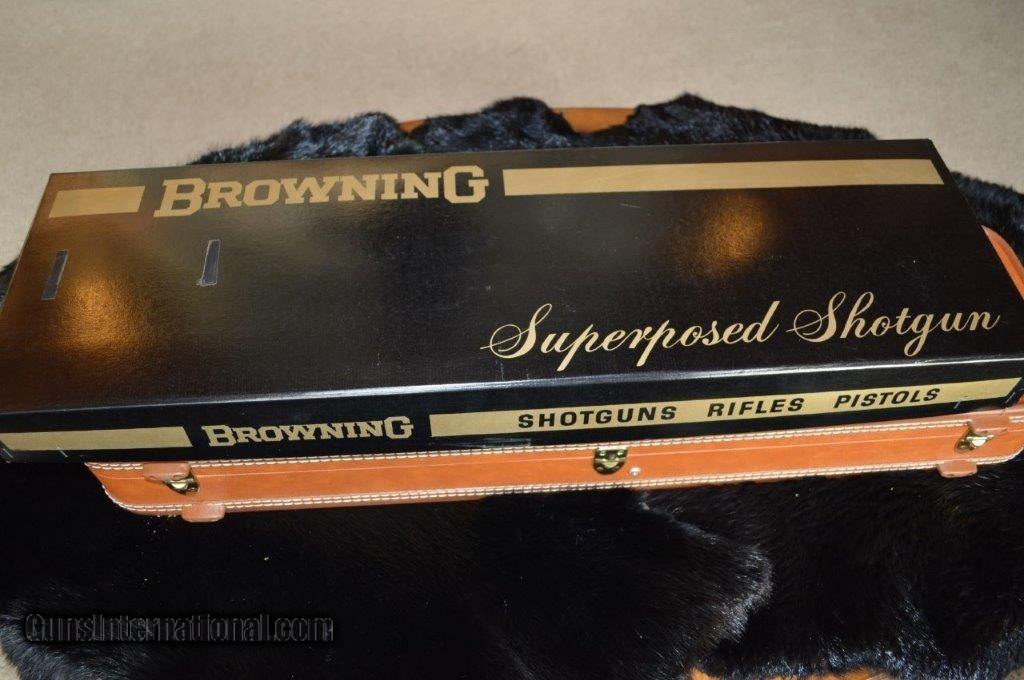 BROWNING
Superposed Shotgun
BROWNING SHOTGUNS RIFLES PISTOLS
GunsInternational.com